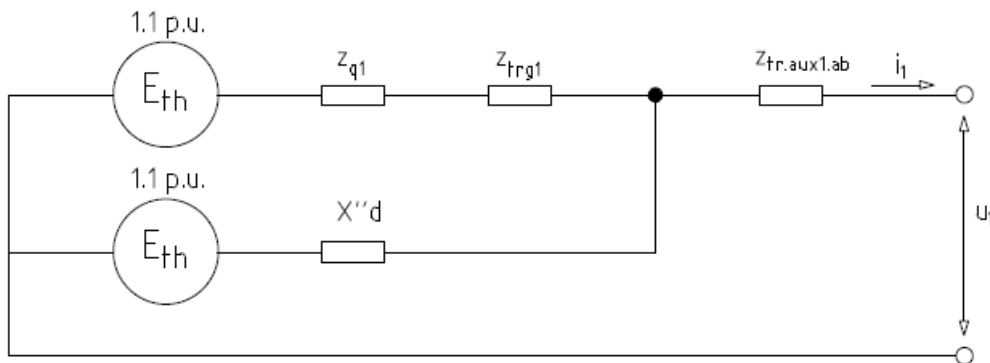 1.1 p.u.
E_th
z_q1
z_trg1
z_tr.aux1.ab
i_1
1.1 p.u.
E_th
x''d